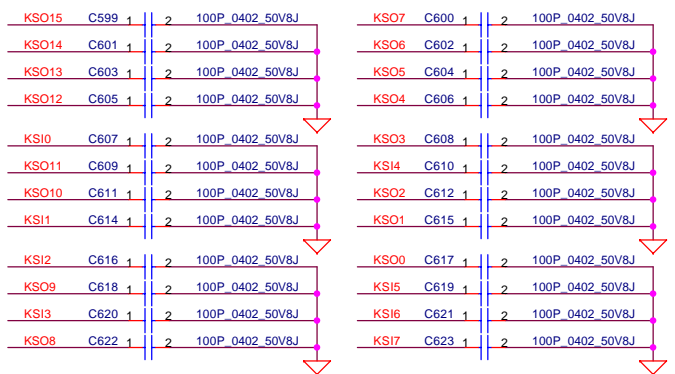 KSO15 C599 1 2 100P_0402_50V8J KSO7 C600 1 2 100P_0402_50V8J
KSO14 C601 1 2 100P_0402_50V8J KSO6 C602 1 2 100P_0402_50V8J
KSO13 C603 1 2 100P_0402_50V8J KSO5 C604 1 2 100P_0402_50V8J
KSO12 C605 1 2 100P_0402_50V8J KSO4 C606 1 2 100P_0402_50V8J
KSI0 C607 1 2 100P_0402_50V8J KSO3 C608 1 2 100P_0402_50V8J
KSO11 C609 1 2 100P_0402_50V8J KSI4 C610 1 2 100P_0402_50V8J
KSO10 C611 1 2 100P_0402_50V8J KSO2 C612 1 2 100P_0402_50V8J
KSI1 C614 1 2 100P_0402_50V8J KSO1 C615 1 2 100P_0402_50V8J
KSI2 C616 1 2 100P_0402_50V8J KSO0 C617 1 2 100P_0402_50V8J
KSO9 C618 1 2 100P_0402_50V8J KSI5 C619 1 2 100P_0402_50V8J
KSI3 C620 1 2 100P_0402_50V8J KSI6 C621 1 2 100P_0402_50V8J
KSO8 C622 1 2 100P_0402_50V8J KSI7 C623 1 2 100P_0402_50V8J